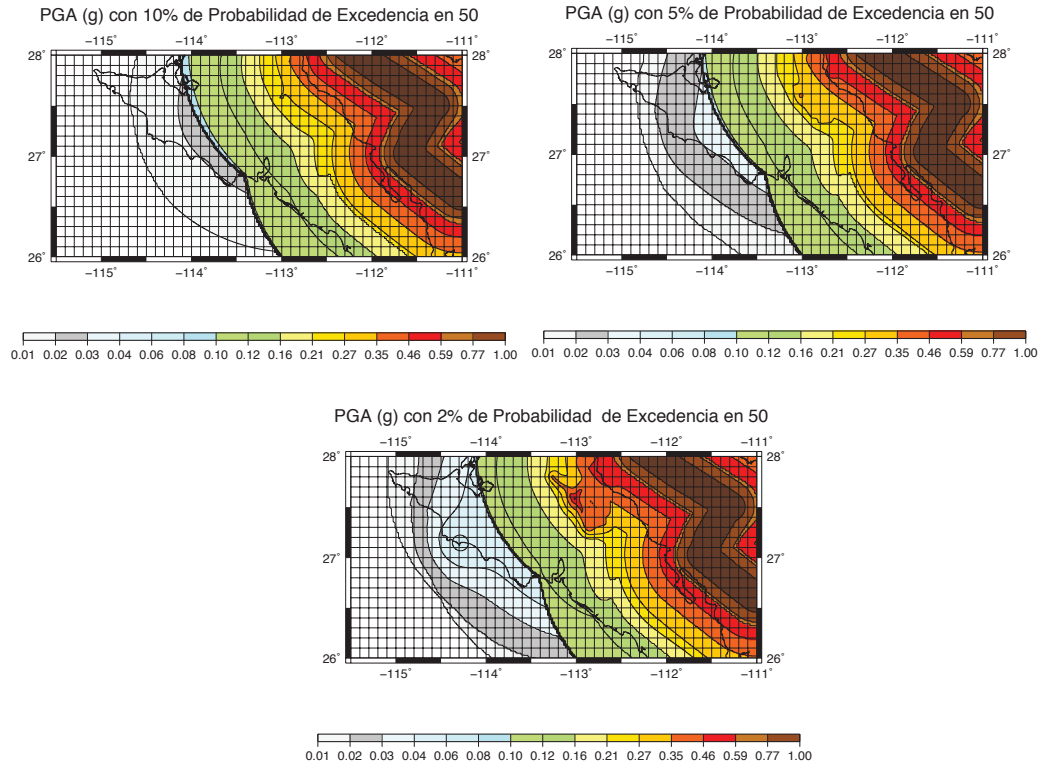 PGA (g) con 10% de Probabilidad de Excedencia en 50
−115˚ −114˚ −113˚ −112˚ −111˚
28˚ 28˚
27˚ 27˚
26˚ 26˚
−115˚ −114˚ −113˚ −112˚ −111˚
0.01 0.02 0.03 0.04 0.06 0.08 0.10 0.12 0.16 0.21 0.27 0.35 0.46 0.59 0.77 1.00
PGA (g) con 5% de Probabilidad de Excedencia en 50
−115˚ −114˚ −113˚ −112˚ −111˚
28˚ 28˚
27˚ 27˚
26˚ 26˚
−115˚ −114˚ −113˚ −112˚ −111˚
0.01 0.02 0.03 0.04 0.06 0.08 0.10 0.12 0.16 0.21 0.27 0.35 0.46 0.59 0.77 1.00
PGA (g) con 2% de Probabilidad de Excedencia en 50
−115˚ −114˚ −113˚ −112˚ −111˚
28˚ 28˚
27˚ 27˚
26˚ 26˚
−115˚ −114˚ −113˚ −112˚ −111˚
0.01 0.02 0.03 0.04 0.06 0.08 0.10 0.12 0.16 0.21 0.27 0.35 0.46 0.59 0.77 1.00